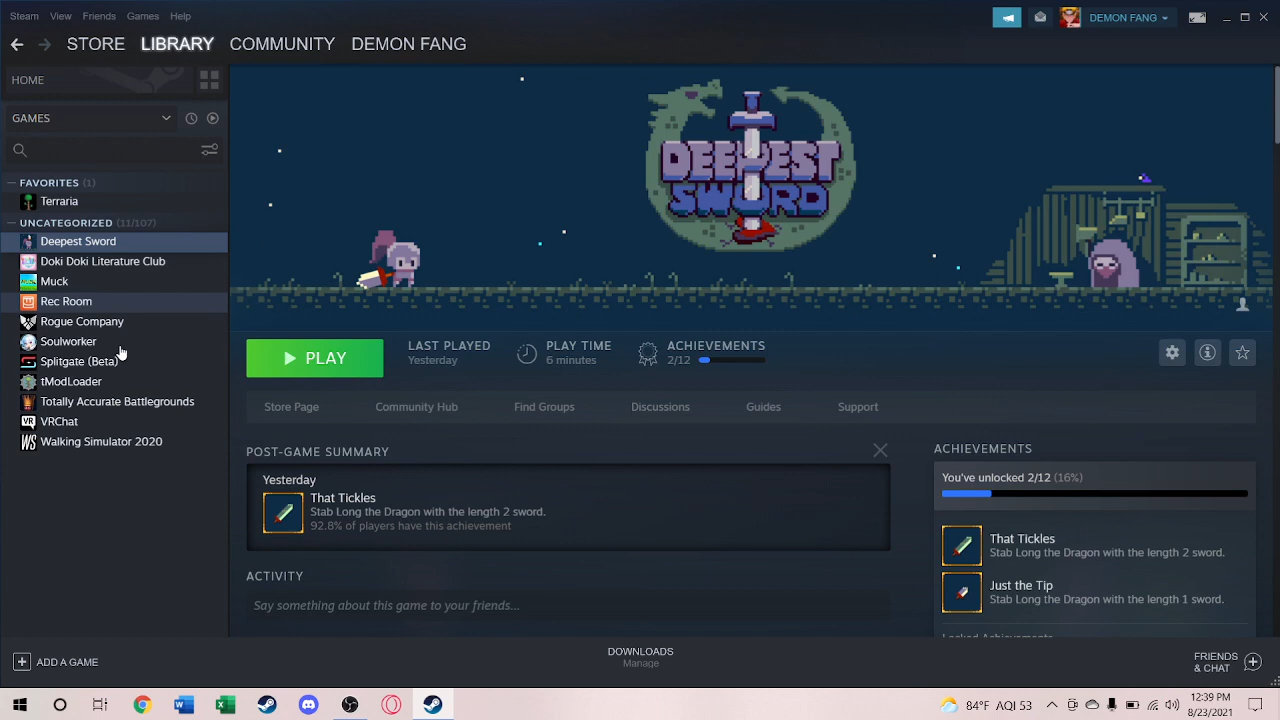 Steam View Friends Games Help
DEMON FANG
STORE LIBRARY COMMUNITY DEMON FANG
HOME
GAMES
FAVORITES (1)
Terraria
UNCATEGORIZED (11/107)
Deepest Sword
Doki Doki Literature Club
Muck
Rec Room
Rogue Company
Soulworker
Splitgate (Beta)
tModLoader
Totally Accurate Battlegrounds
VRChat
Walking Simulator 2020
DEEPEST
SWORD
PLAY
LAST PLAYED
Yesterday
PLAY TIME
6 minutes
ACHIEVEMENTS
2/12
Store Page Community Hub Find Groups Discussions Guides Support
POST-GAME SUMMARY
Yesterday
That Tickles
Stab Long the Dragon with the length 2 sword.
92.8% of players have this achievement
ACTIVITY
Say something about this game to your friends...
ACHIEVEMENTS
You've unlocked 2/12 (16%)
That Tickles
Stab Long the Dragon with the length 2 sword.
Just the Tip
Stab Long the Dragon with the length 1 sword.
Locked Achievements
ADD A GAME
DOWNLOADS
Manage
FRIENDS
& CHAT
84°F AQI 53
12:39 PM
8/23/2021